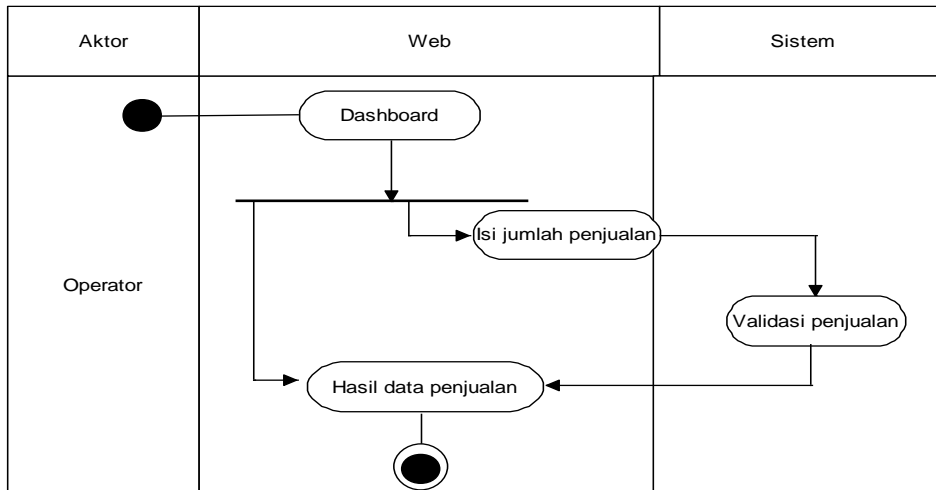 Aktor
Web
Sistem
Dashboard
Isi jumlah penjualan
Operator
Validasi penjualan
Hasil data penjualan